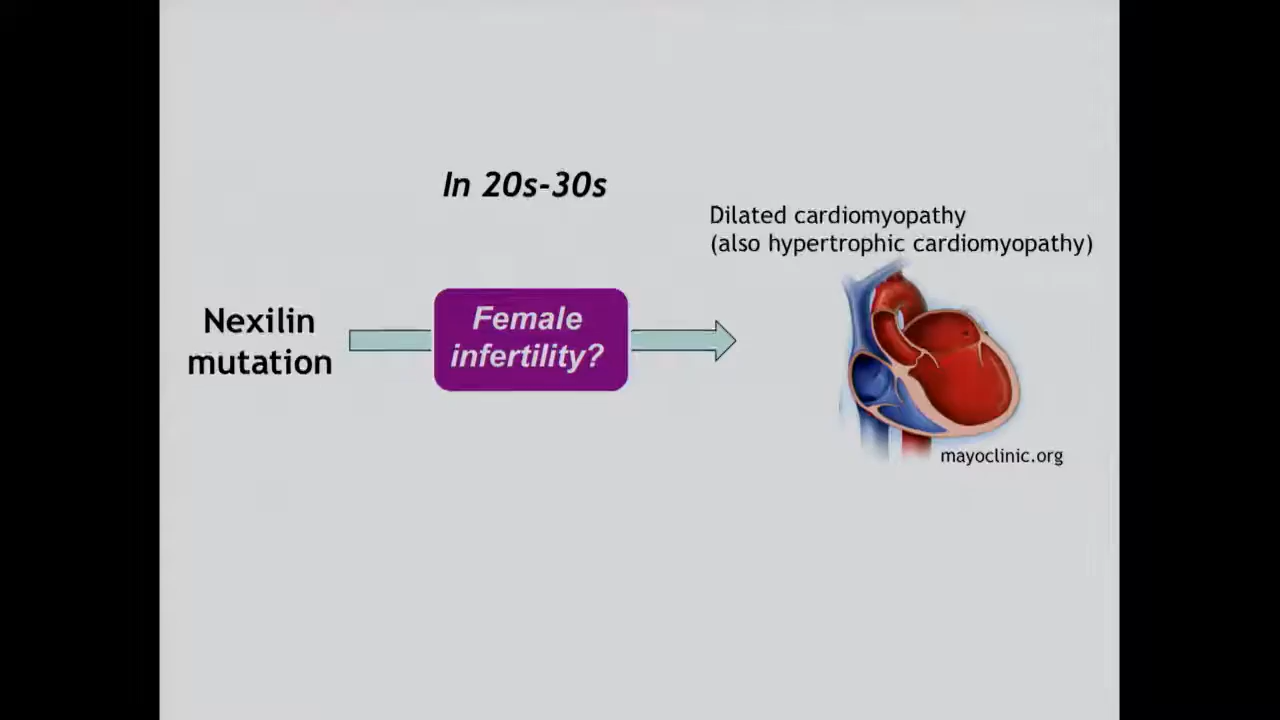 In 20s-30s
Dilated cardiomyopathy
(also hypertrophic cardiomyopathy)
Nexilin
mutation
Female
infertility?
mayoclinic.org